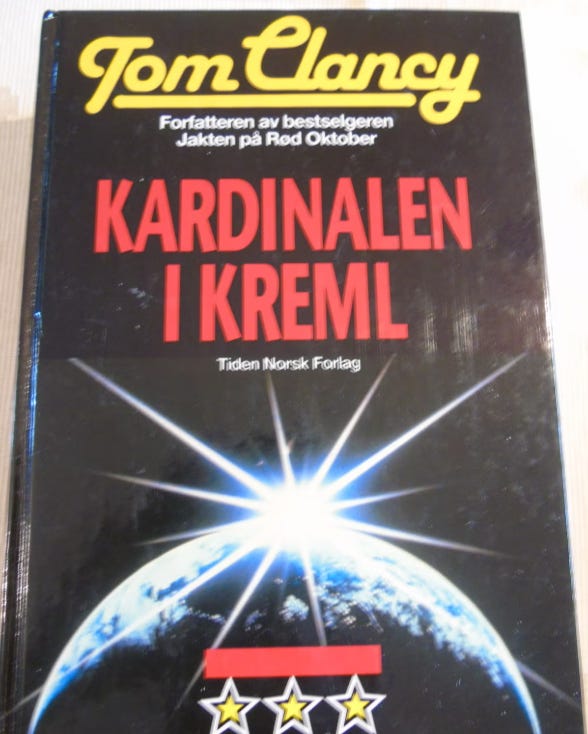 Tom Clancy
Forfatteren av bestselgeren
Jakten på Rød Oktober
KARDINALEN
I KREML
Tiden Norsk Forlag